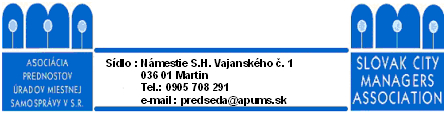 ASOCIÁCIA
PREDNOSTOV
ÚRADOV MIESTNEJ
SAMOSPRÁVY V S.R.
Sídlo : Námestie S.H. Vajanského č. 1
036 01 Martin
Tel.: 0905 708 291
e-mail : predseda@apums.sk
SLOVAK CITY
MANAGERS
ASSOCIATION